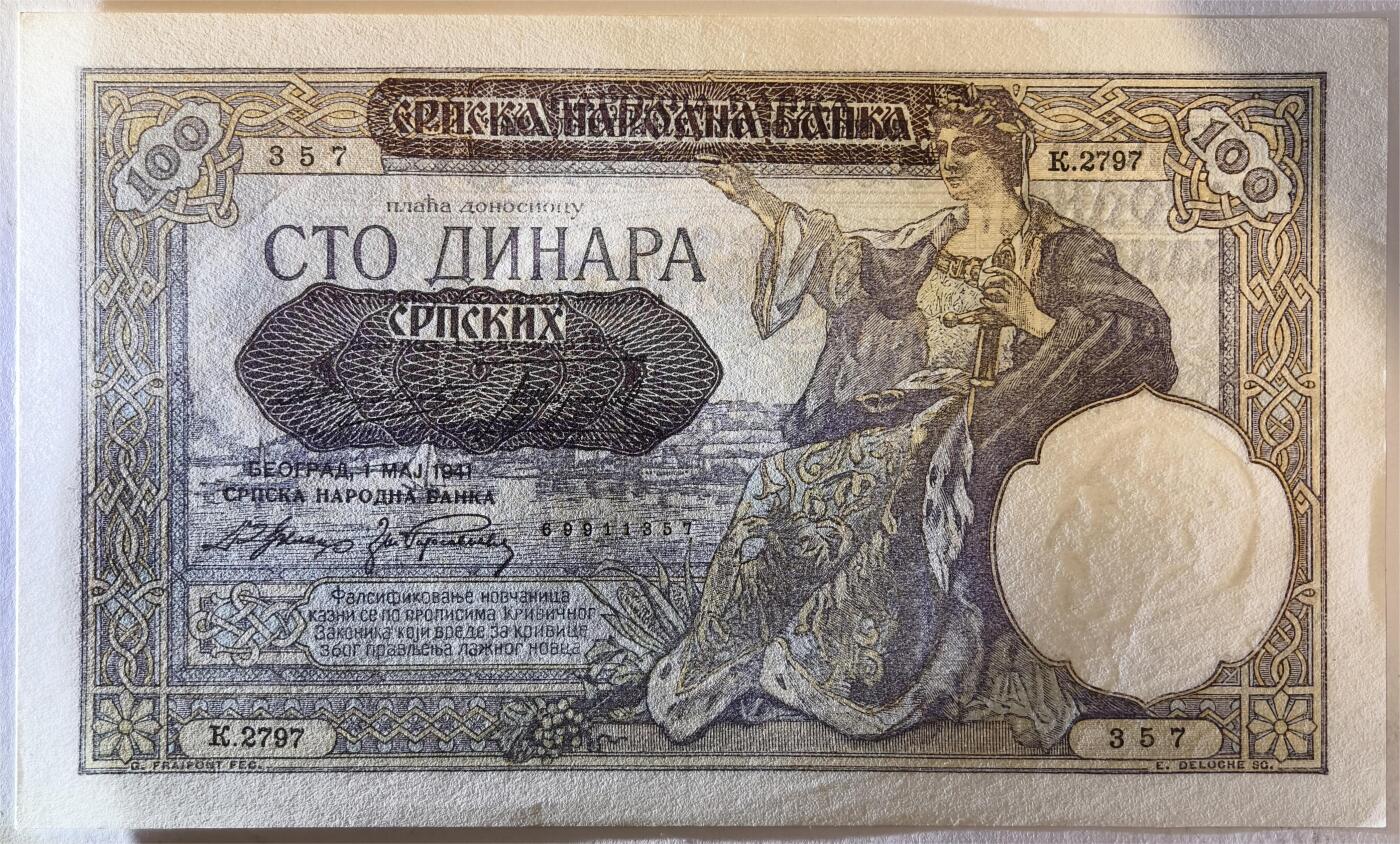 СРПСКА НАРОДНА БАНКА
100
357
К.2797
100
плаћа доносиоцу
СТО ДИНАРА
СРПСКИХ
БЕОГРАД, 1 МАЈ 1941
СРПСКА НАРОДНА БАНКА
69911357
Фалсификовање новчаница
казни се по прописима Кривичног
Законика који вреде за кривице
због прављења лажног новца
К.2797
357
G. FRAIPONT FEC.
E. DELOCHE SC.